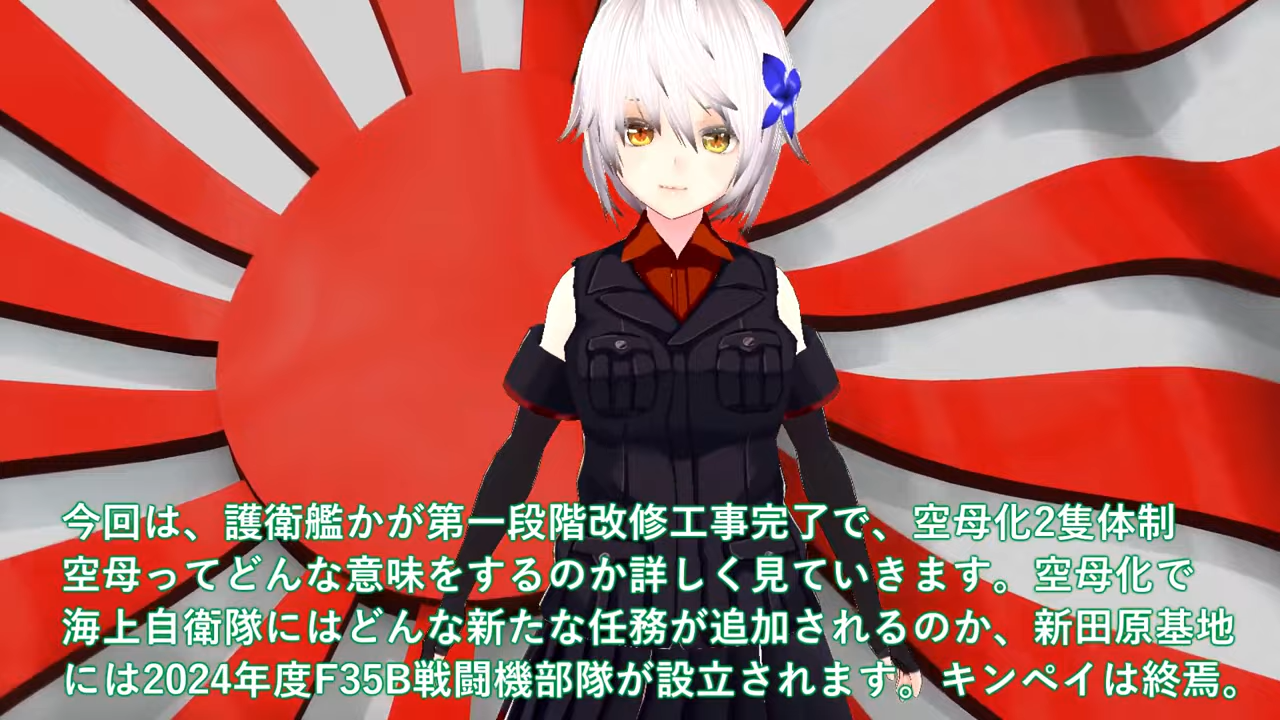 今回は、護衛艦かが第一段階改修工事完了で、空母化2隻体制
空母ってどんな意味をするのか詳しく見ていきます。空母化で
海上自衛隊にはどんな新たな任務が追加されるのか、新田原基地
には2024年度F35B戦闘機部隊が設立されます。キンペイは終焉。